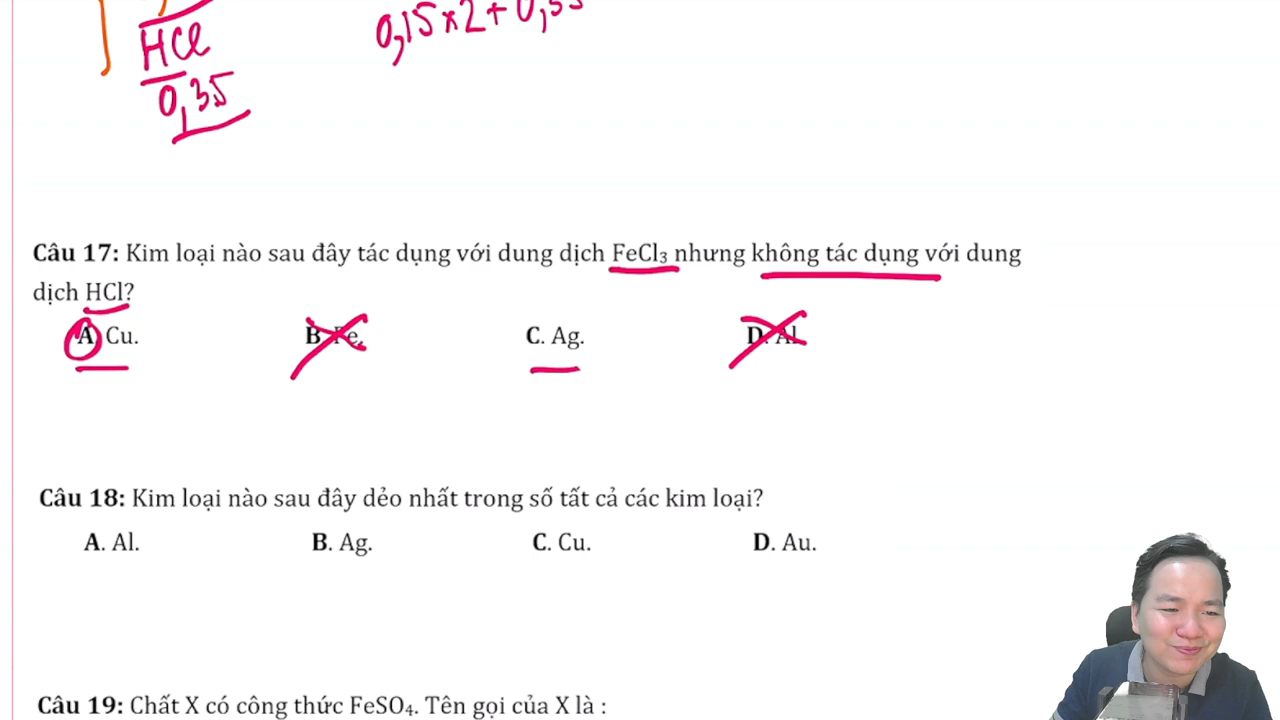 HCl
0,15×2+0,35
0,35
Câu 17: Kim loại nào sau đây tác dụng với dung dịch FeCl₃ nhưng không tác dụng với dung
dịch HCl?
A. Cu. B. Fe. C. Ag. D. Al.
Câu 18: Kim loại nào sau đây dẻo nhất trong số tất cả các kim loại?
A. Al. B. Ag. C. Cu. D. Au.
Câu 19: Chất X có công thức FeSO₄. Tên gọi của X là :